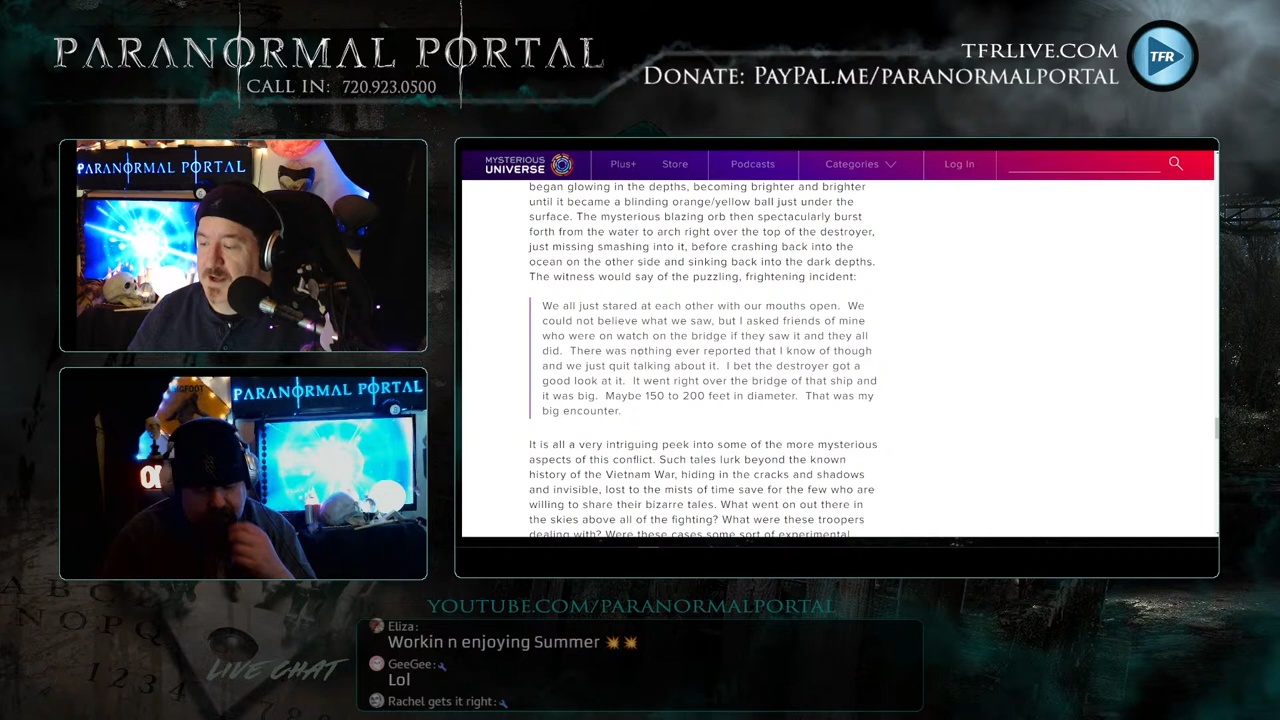 PARANORMAL PORTAL
CALL IN: 720.923.0500
TFRLIVE.COM
DONATE: PAYPAL.ME/PARANORMALPORTAL
TFR
PARANORMAL PORTAL
BIGFOOT
PARANORMAL PORTAL
MYSTERIOUS
UNIVERSE
Plus+
Store
Podcasts
Categories
Log In
began glowing in the depths, becoming brighter and brighter
until it became a blinding orange/yellow ball just under the
surface. The mysterious blazing orb then spectacularly burst
forth from the water to arch right over the top of the destroyer,
just missing smashing into it, before crashing back into the
ocean on the other side and sinking back into the dark depths.
The witness would say of the puzzling, frightening incident:
We all just stared at each other with our mouths open. We
could not believe what we saw, but I asked friends of mine
who were on watch on the bridge if they saw it and they all
did. There was nothing ever reported that I know of though
and we just quit talking about it. I bet the destroyer got a
good look at it. It went right over the bridge of that ship and
it was big. Maybe 150 to 200 feet in diameter. That was my
big encounter.
It is all a very intriguing peek into some of the more mysterious
aspects of this conflict. Such tales lurk beyond the known
history of the Vietnam War, hiding in the cracks and shadows
and invisible, lost to the mists of time save for the few who are
willing to share their bizarre tales. What went on out there in
the skies above all of the fighting? What were these troopers
dealing with? Were these cases some sort of experimental
YOUTUBE.COM/PARANORMALPORTAL
LIVE CHAT
Eliza:
Workin n enjoying Summer 💥💥
GeeGee:
Lol
Rachel gets it right: